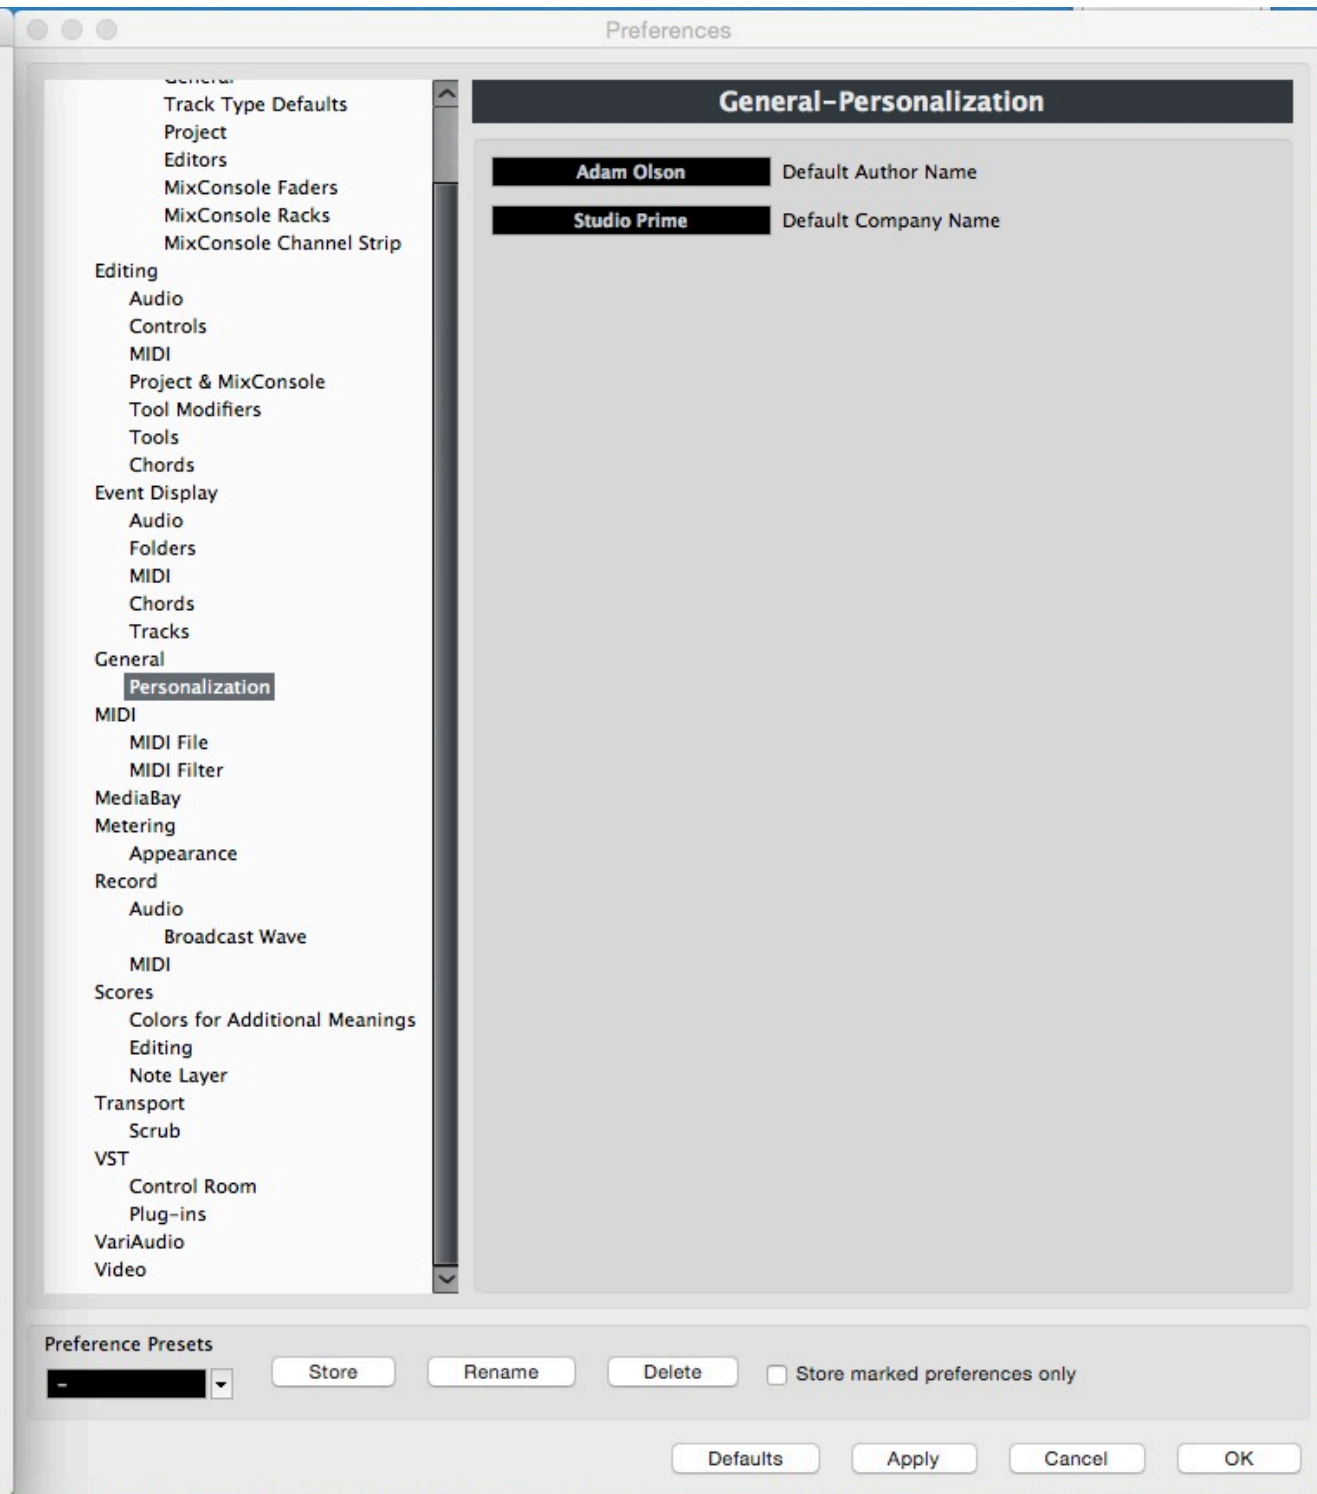 Preferences
General
Track Type Defaults
Project
Editors
MixConsole Faders
MixConsole Racks
MixConsole Channel Strip
Editing
Audio
Controls
MIDI
Project & MixConsole
Tool Modifiers
Tools
Chords
Event Display
Audio
Folders
MIDI
Chords
Tracks
General
Personalization
MIDI
MIDI File
MIDI Filter
MediaBay
Metering
Appearance
Record
Audio
Broadcast Wave
MIDI
Scores
Colors for Additional Meanings
Editing
Note Layer
Transport
Scrub
VST
Control Room
Plug-ins
VariAudio
Video
General-Personalization
Adam Olson Default Author Name
Studio Prime Default Company Name
Preference Presets
- Store Rename Delete Store marked preferences only
Defaults Apply Cancel OK